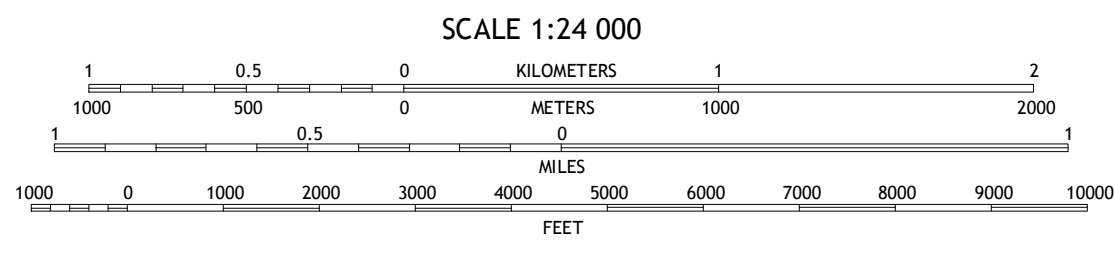 SCALE 1:24 000
1 0.5 0 KILOMETERS 1 2
1000 500 0 METERS 1000 2000
1 0.5 0 1
MILES
1000 0 1000 2000 3000 4000 5000 6000 7000 8000 9000 10000
FEET